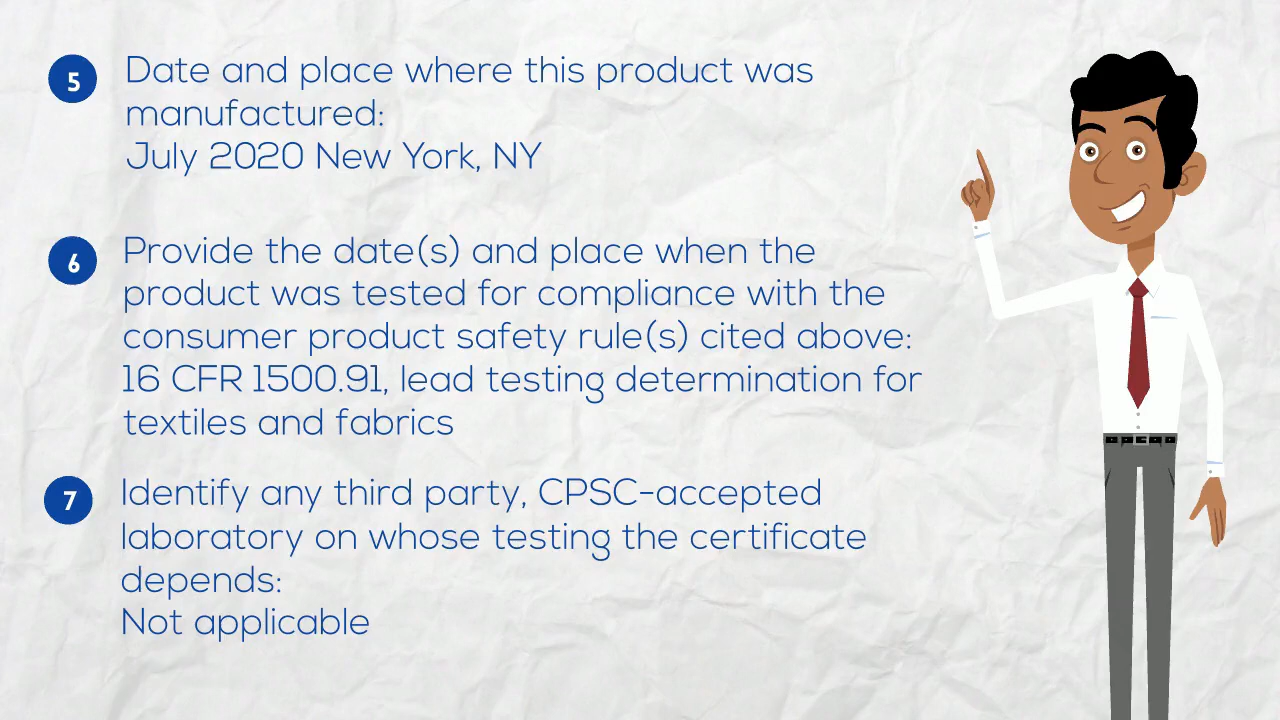 5 Date and place where this product was
manufactured:
July 2020 New York, NY
6 Provide the date(s) and place when the
product was tested for compliance with the
consumer product safety rule(s) cited above:
16 CFR 1500.91, lead testing determination for
textiles and fabrics
7 Identify any third party, CPSC-accepted
laboratory on whose testing the certificate
depends:
Not applicable